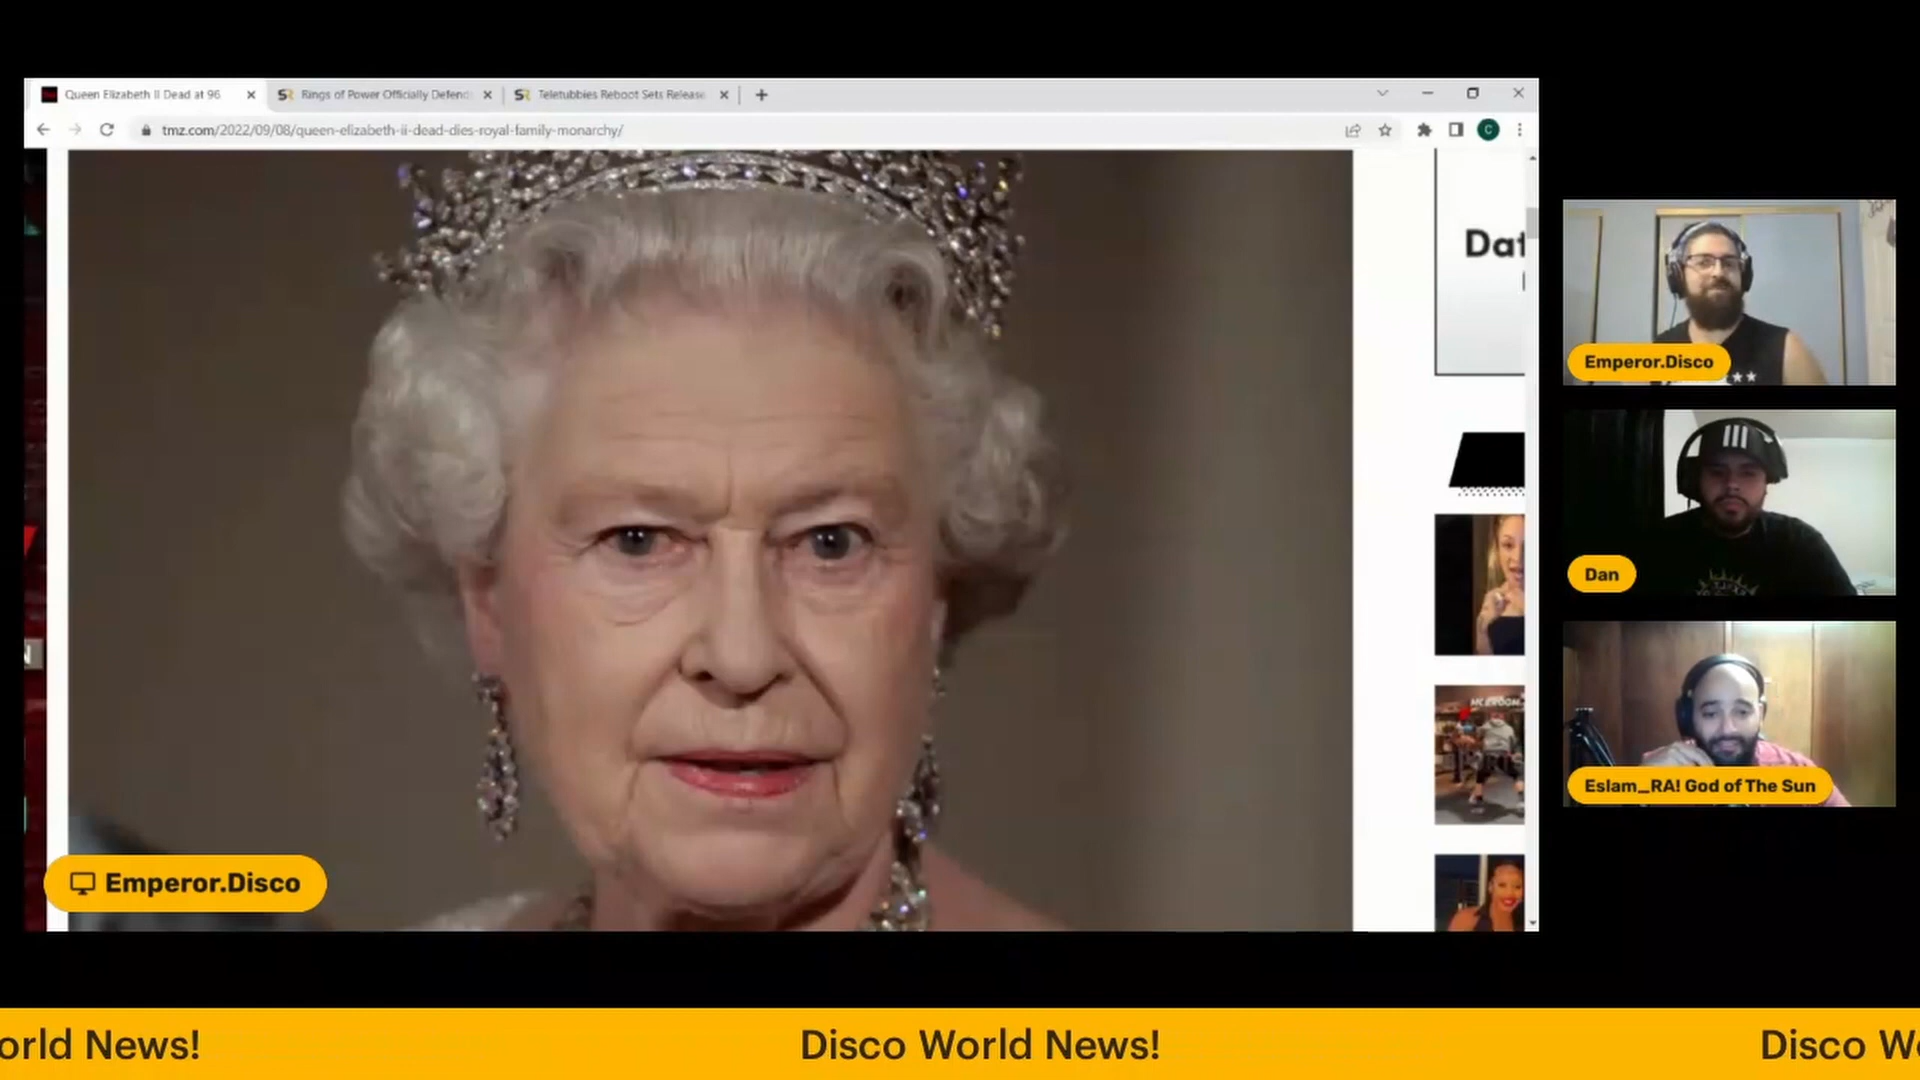 Queen Elizabeth II Dead at 96
Rings of Power Officially Defend
Teletubbies Reboot Sets Release
tmz.com/2022/09/08/queen-elizabeth-ii-dead-dies-royal-family-monarchy/
C
Dat
N
Emperor.Disco
Dan
Eslam_RA! God of The Sun
Emperor.Disco
orld News!
Disco World News!
Disco Wo